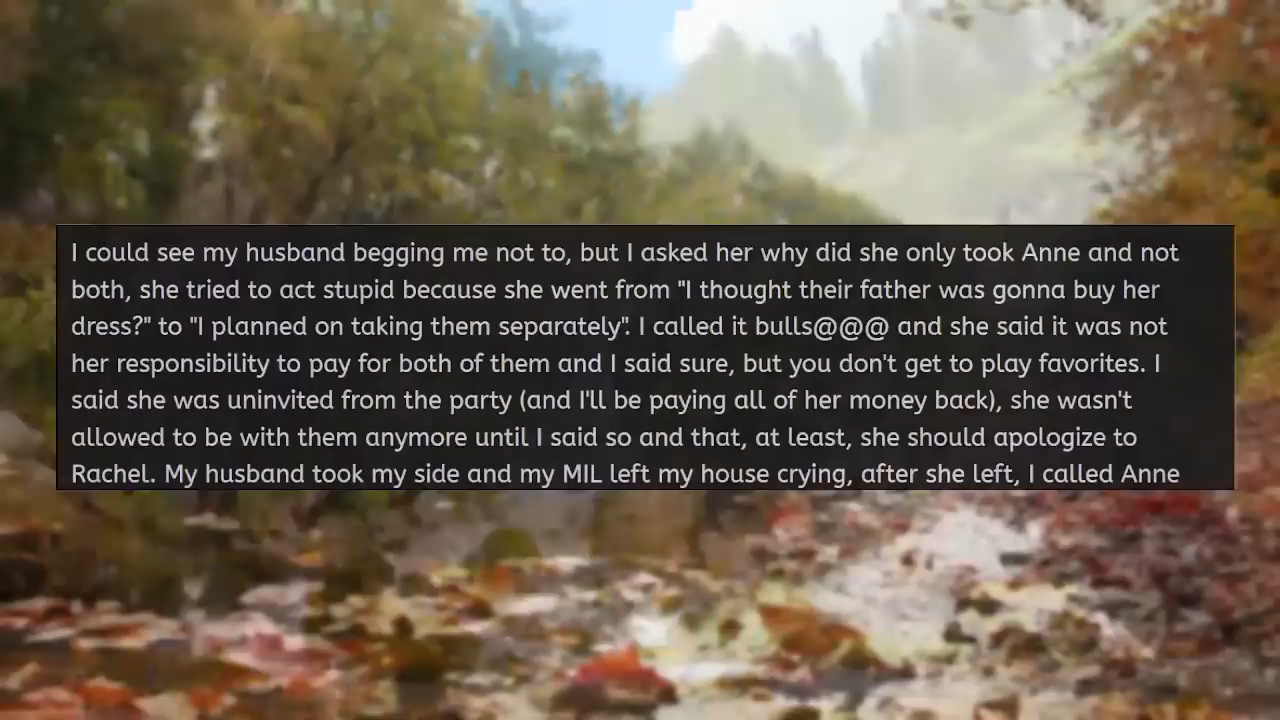 I could see my husband begging me not to, but I asked her why did she only took Anne and not
both, she tried to act stupid because she went from "I thought their father was gonna buy her
dress?" to "I planned on taking them separately". I called it bulls@@@ and she said it was not
her responsibility to pay for both of them and I said sure, but you don't get to play favorites. I
said she was uninvited from the party (and I'll be paying all of her money back), she wasn't
allowed to be with them anymore until I said so and that, at least, she should apologize to
Rachel. My husband took my side and my MIL left my house crying, after she left, I called Anne